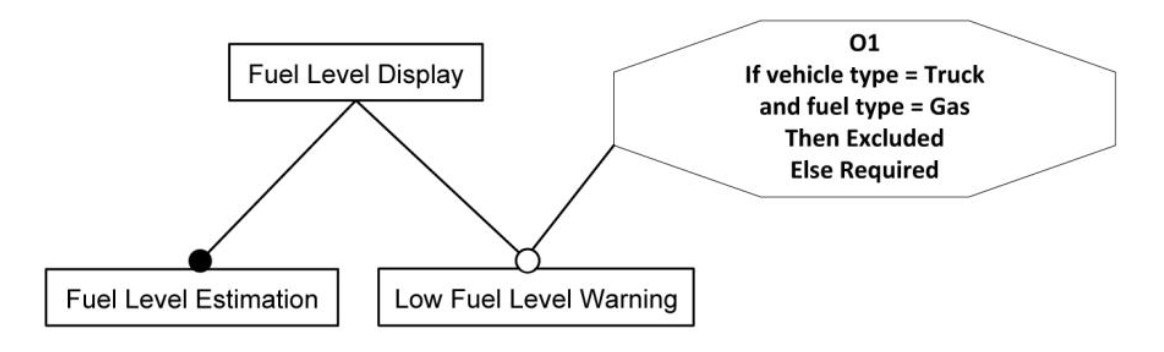 Fuel Level Display
O1
If vehicle type = Truck
and fuel type = Gas
Then Excluded
Else Required
Fuel Level Estimation
Low Fuel Level Warning